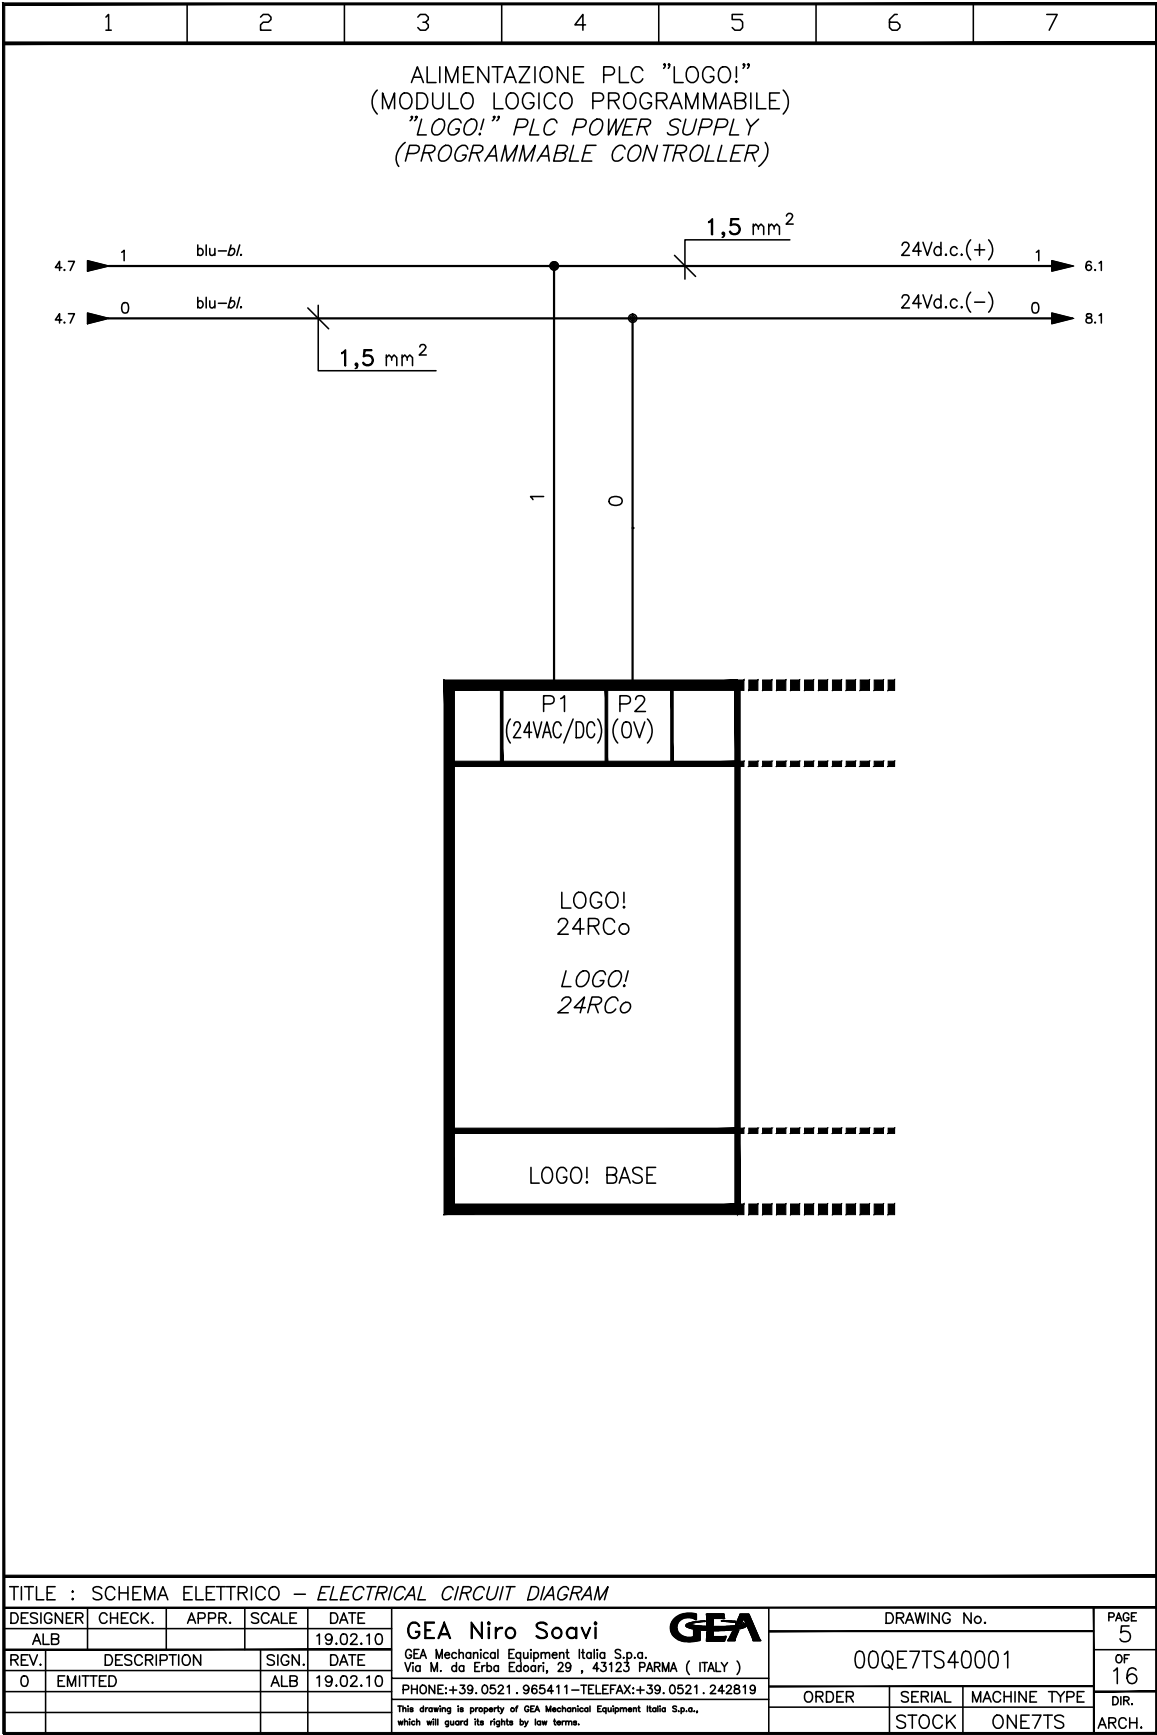 1 2 3 4 5 6 7
ALIMENTAZIONE PLC "LOGO!"
(MODULO LOGICO PROGRAMMABILE)
"LOGO!" PLC POWER SUPPLY
(PROGRAMMABLE CONTROLLER)
1,5 mm²
4.7 1 blu-bl. 24Vd.c.(+) 1 6.1
4.7 0 blu-bl. 24Vd.c.(-) 0 8.1
1,5 mm²
1 0
P1 P2
(24VAC/DC) (0V)
LOGO!
24RCo
LOGO!
24RCo
LOGO! BASE
TITLE : SCHEMA ELETTRICO - ELECTRICAL CIRCUIT DIAGRAM
DESIGNER CHECK. APPR. SCALE DATE
ALB 19.02.10
REV. DESCRIPTION SIGN. DATE
0 EMITTED ALB 19.02.10
GEA Niro Soavi GEA
GEA Mechanical Equipment Italia S.p.a.
Via M. da Erba Edoari, 29 , 43123 PARMA ( ITALY )
PHONE:+39.0521.965411-TELEFAX:+39.0521.242819
This drawing is property of GEA Mechanical Equipment Italia S.p.a.,
which will guard its rights by law terms.
DRAWING No.
00QE7TS40001
ORDER SERIAL MACHINE TYPE
STOCK ONE7TS
PAGE
5
OF
16
DIR.
ARCH.